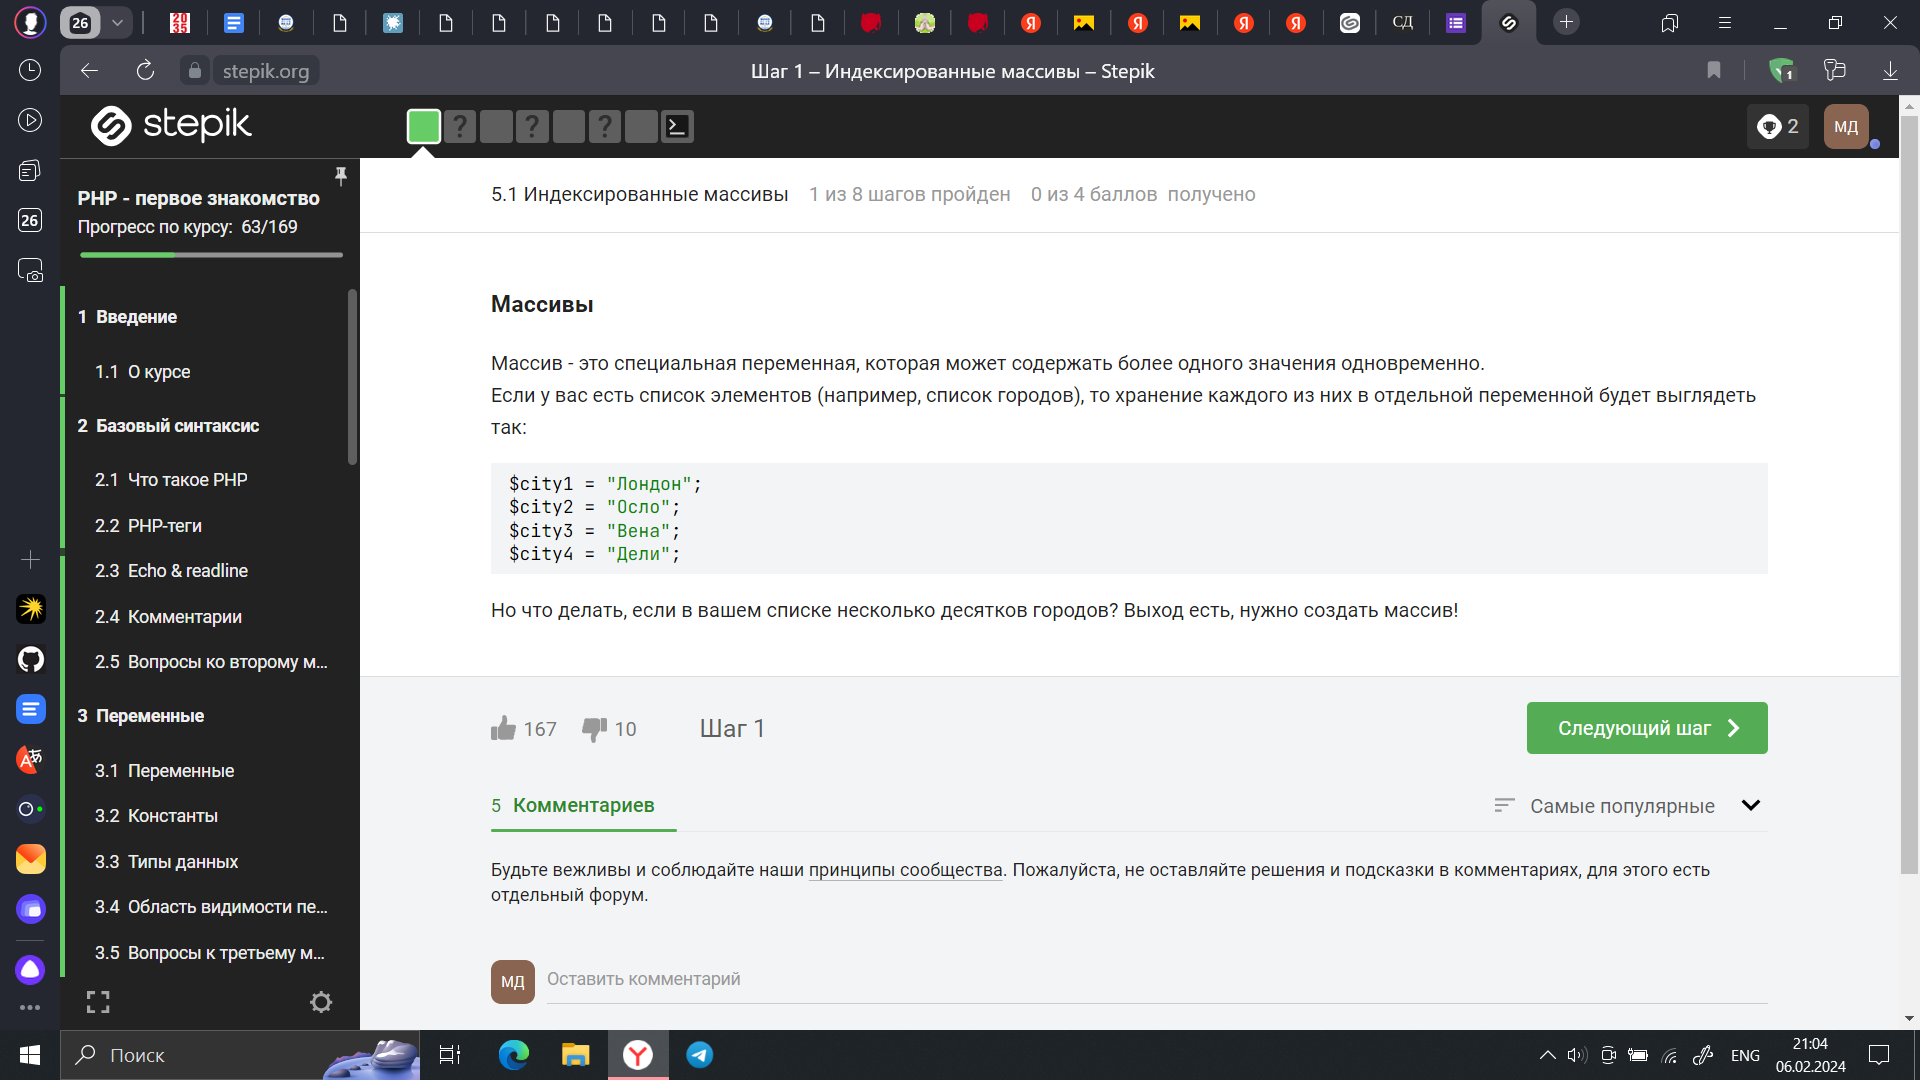 26
20
35
Я
Я
Я
Я
СД
stepik.org
Шаг 1 – Индексированные массивы – Stepik
1
stepik
?
?
?
2
МД
26
PHP - первое знакомство
Прогресс по курсу: 63/169
1 Введение
1.1 О курсе
2 Базовый синтаксис
2.1 Что такое PHP
2.2 PHP-теги
2.3 Echo & readline
2.4 Комментарии
2.5 Вопросы ко второму м...
3 Переменные
3.1 Переменные
3.2 Константы
3.3 Типы данных
3.4 Область видимости пе...
3.5 Вопросы к третьему м...
5.1 Индексированные массивы 1 из 8 шагов пройден 0 из 4 баллов получено
Массивы
Массив - это специальная переменная, которая может содержать более одного значения одновременно.
Если у вас есть список элементов (например, список городов), то хранение каждого из них в отдельной переменной будет выглядеть
так:
$city1 = "Лондон";
$city2 = "Осло";
$city3 = "Вена";
$city4 = "Дели";
Но что делать, если в вашем списке несколько десятков городов? Выход есть, нужно создать массив!
167 10 Шаг 1
Следующий шаг
5 Комментариев
Самые популярные
Будьте вежливы и соблюдайте наши принципы сообщества. Пожалуйста, не оставляйте решения и подсказки в комментариях, для этого есть
отдельный форум.
МД Оставить комментарий
Поиск
ENG
21:04
06.02.2024